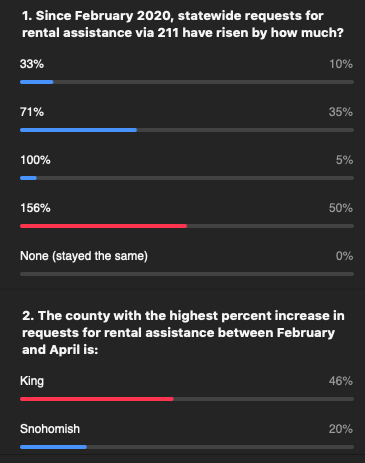 1. Since February 2020, statewide requests for
rental assistance via 211 have risen by how much?
33% 10%
71% 35%
100% 5%
156% 50%
None (stayed the same) 0%
2. The county with the highest percent increase in
requests for rental assistance between February
and April is:
King 46%
Snohomish 20%